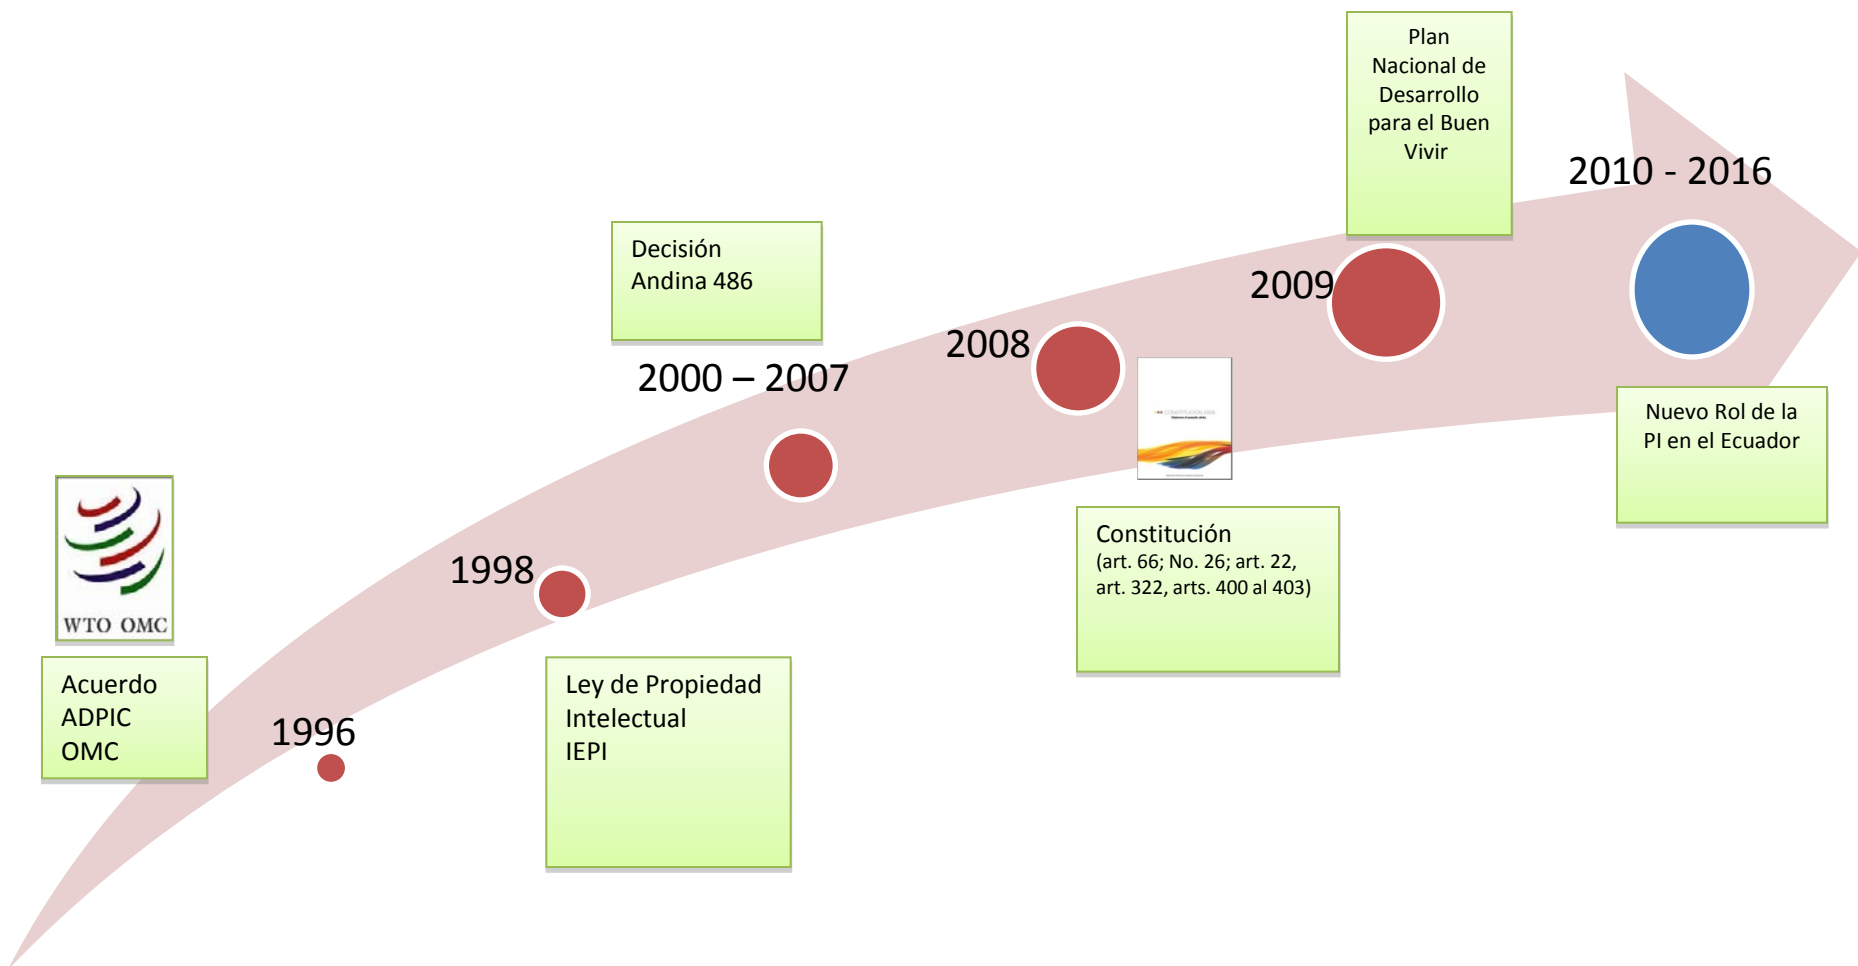 WTO OMC
Acuerdo
ADPIC
OMC
1996
1998
Ley de Propiedad
Intelectual
IEPI
Decisión
Andina 486
2000 – 2007
2008
Constitución
(art. 66; No. 26; art. 22,
art. 322, arts. 400 al 403)
Plan
Nacional de
Desarrollo
para el Buen
Vivir
2009
2010 - 2016
Nuevo Rol de la
PI en el Ecuador